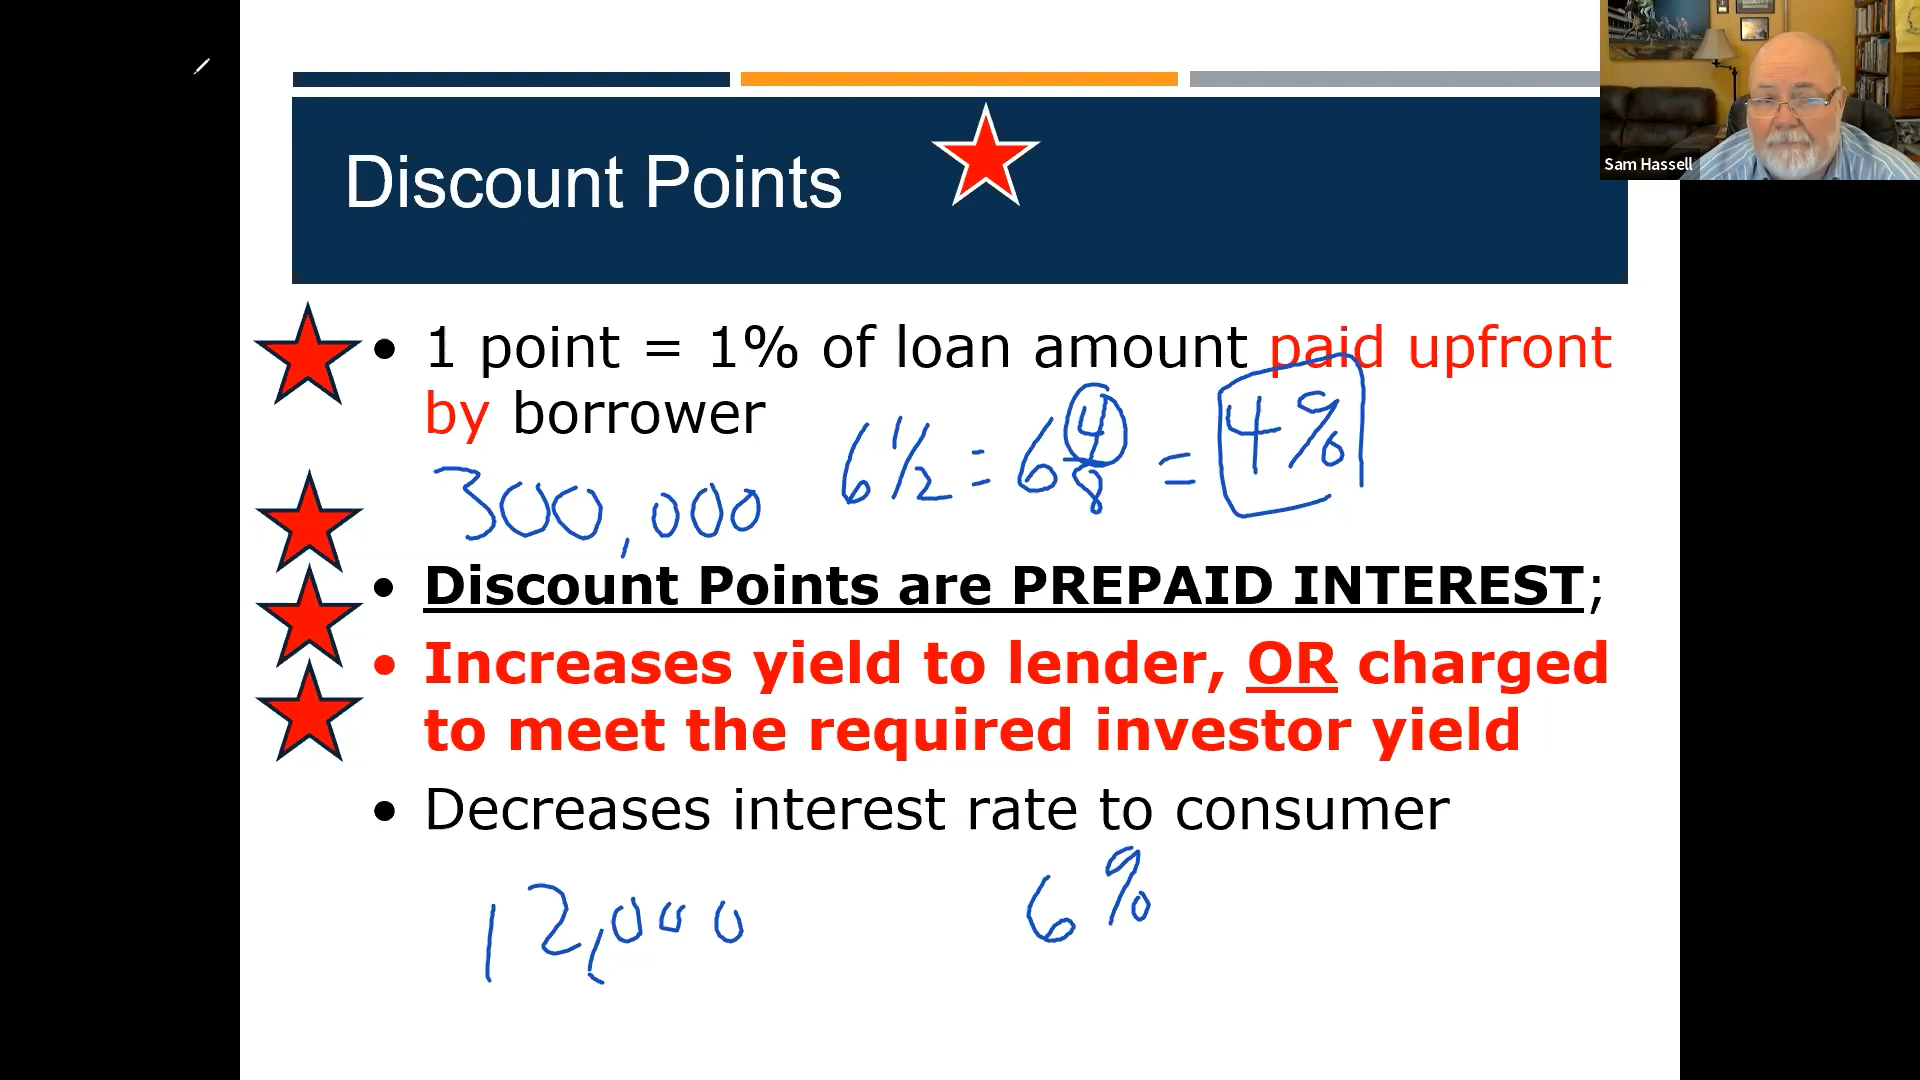 Sam Hassell
Discount Points
• 1 point = 1% of loan amount paid upfront
by borrower
6 1/2 = 6 4/8 = 4%
300,000
• Discount Points are PREPAID INTEREST;
• Increases yield to lender, OR charged
to meet the required investor yield
• Decreases interest rate to consumer
12,000 6%